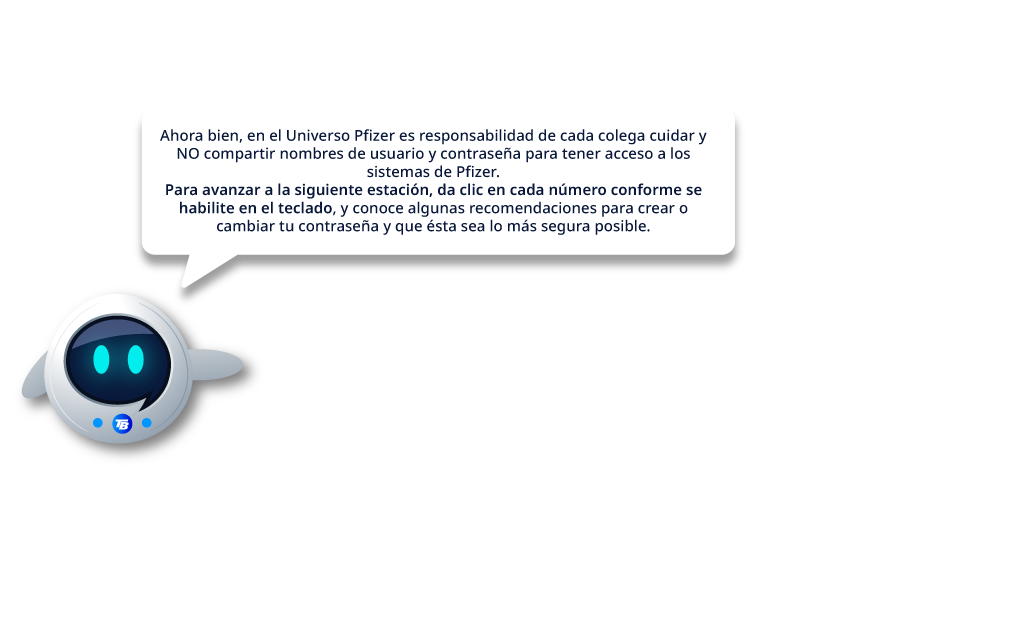 Ahora bien, en el Universo Pfizer es responsabilidad de cada colega cuidar y
NO compartir nombres de usuario y contraseña para tener acceso a los
sistemas de Pfizer.
Para avanzar a la siguiente estación, da clic en cada número conforme se
habilite en el teclado, y conoce algunas recomendaciones para crear o
cambiar tu contraseña y que ésta sea lo más segura posible.
TB